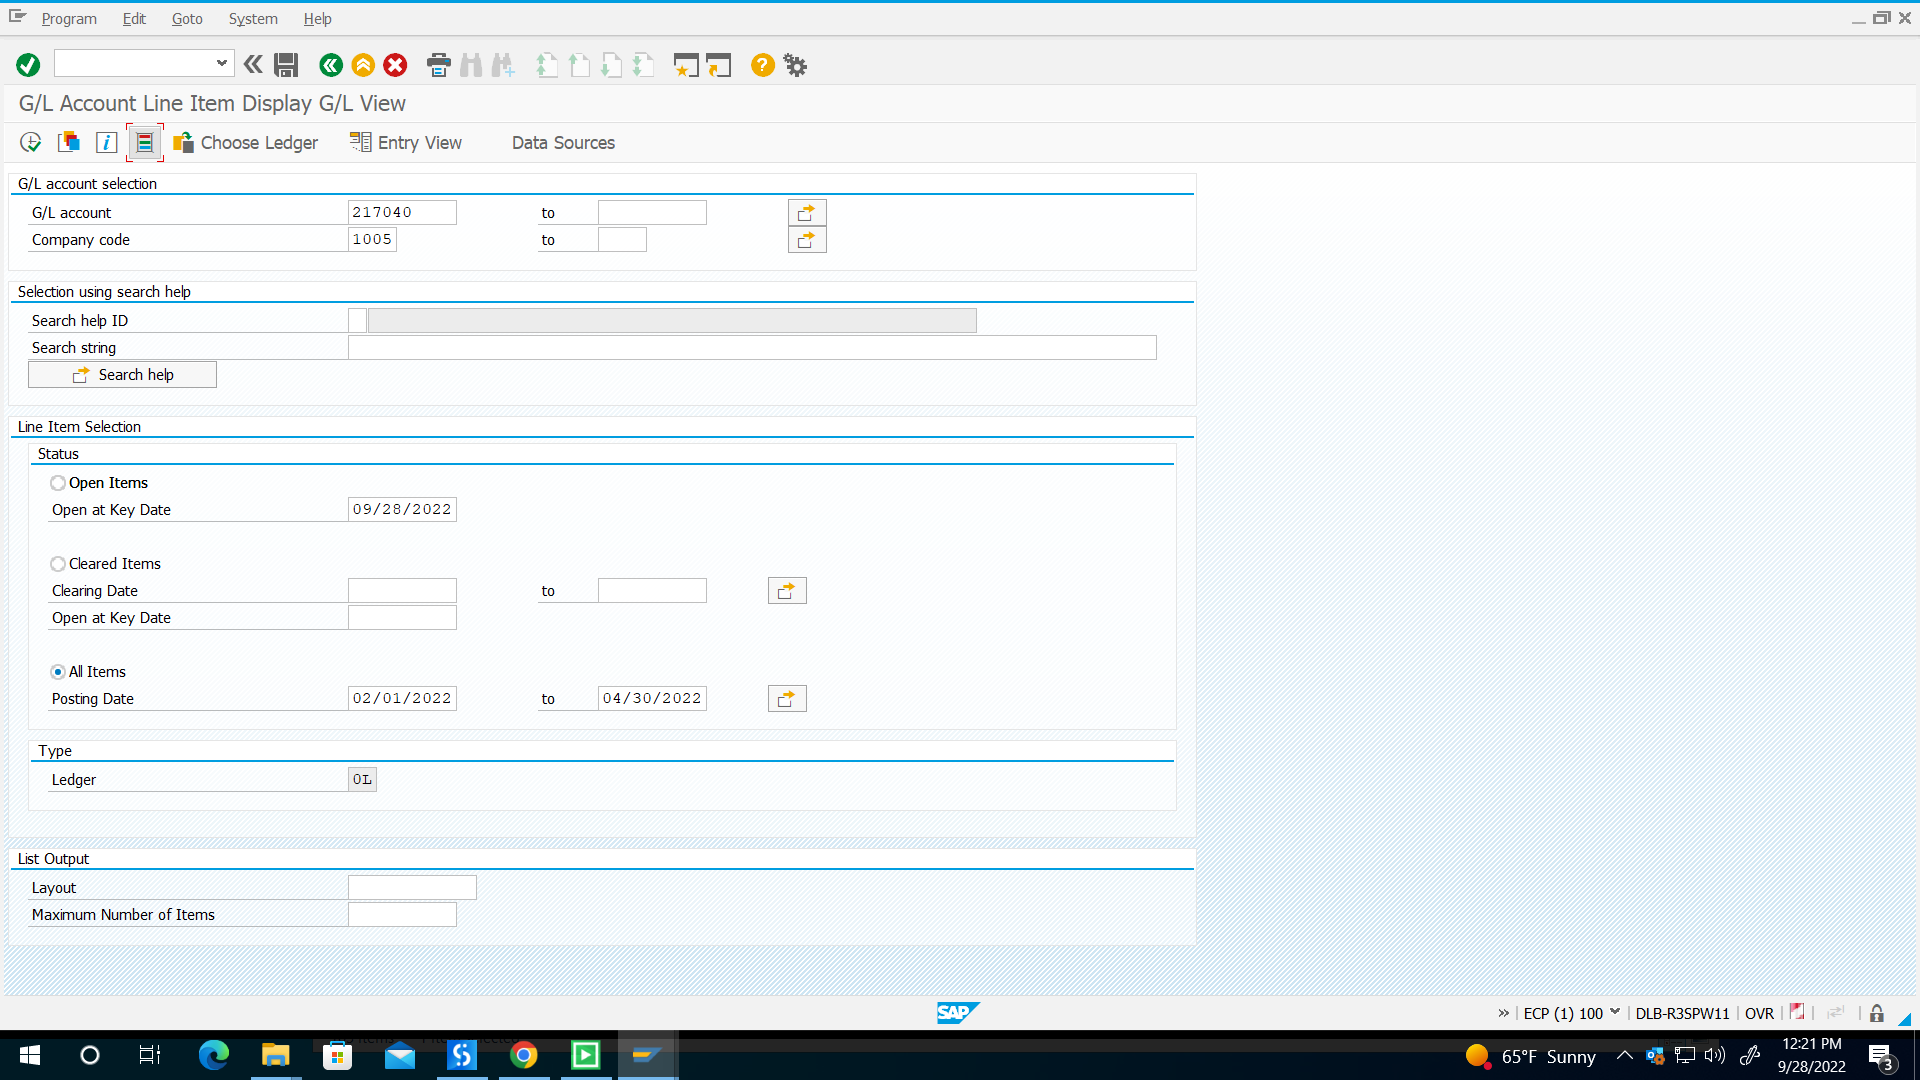 Program Edit Goto System Help
G/L Account Line Item Display G/L View
Choose Ledger Entry View Data Sources
G/L account selection
G/L account 217040 to
Company code 1005 to
Selection using search help
Search help ID
Search string
Search help
Line Item Selection
Status
Open Items
Open at Key Date 09/28/2022
Cleared Items
Clearing Date to
Open at Key Date
All Items
Posting Date 02/01/2022 to 04/30/2022
Type
Ledger 0L
List Output
Layout
Maximum Number of Items
SAP
ECP (1) 100 DLB-R3SPW11 OVR
65°F Sunny
12:21 PM
9/28/2022
3